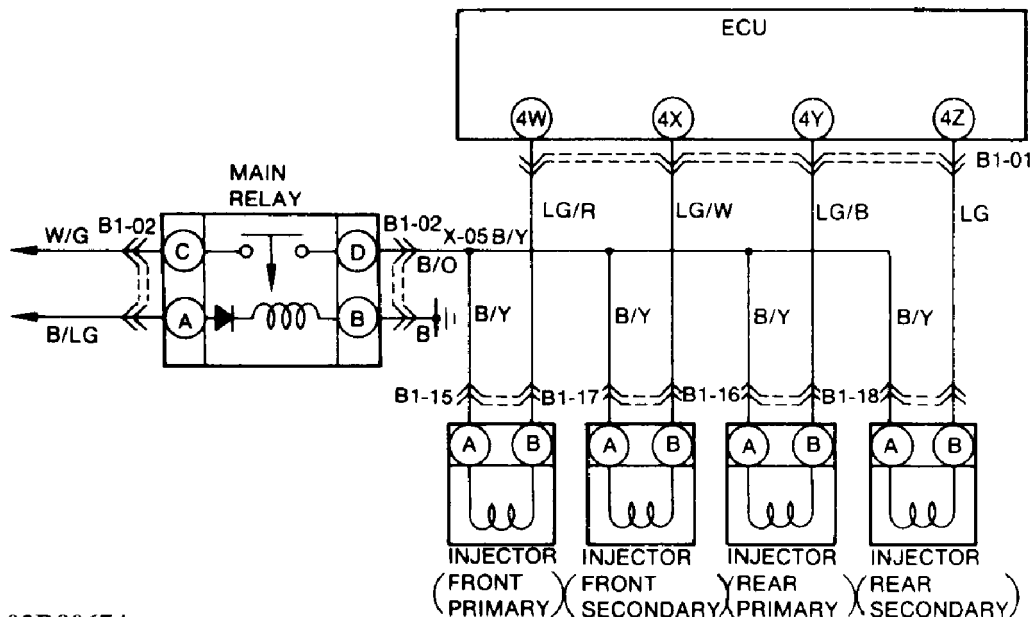 ECU
4W 4X 4Y 4Z
B1-01
MAIN
RELAY
LG/R LG/W LG/B LG
W/G B1-02 C D B1-02 X-05 B/Y
B/O
A B
B/LG B B/Y B/Y B/Y B/Y
B1-15 B1-17 B1-16 B1-18
A B A B A B A B
INJECTOR INJECTOR INJECTOR INJECTOR
(FRONT (FRONT (REAR (REAR
PRIMARY) SECONDARY) PRIMARY) SECONDARY)